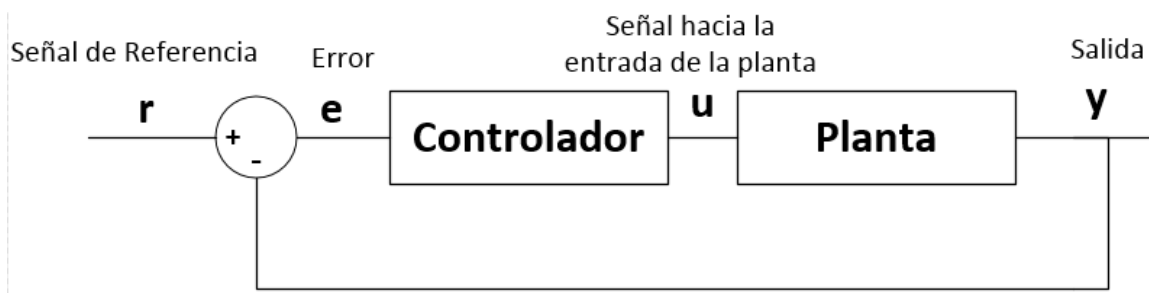 Señal de Referencia
Error
Señal hacia la
entrada de la planta
Salida
r
e
u
y
+
-
Controlador
Planta